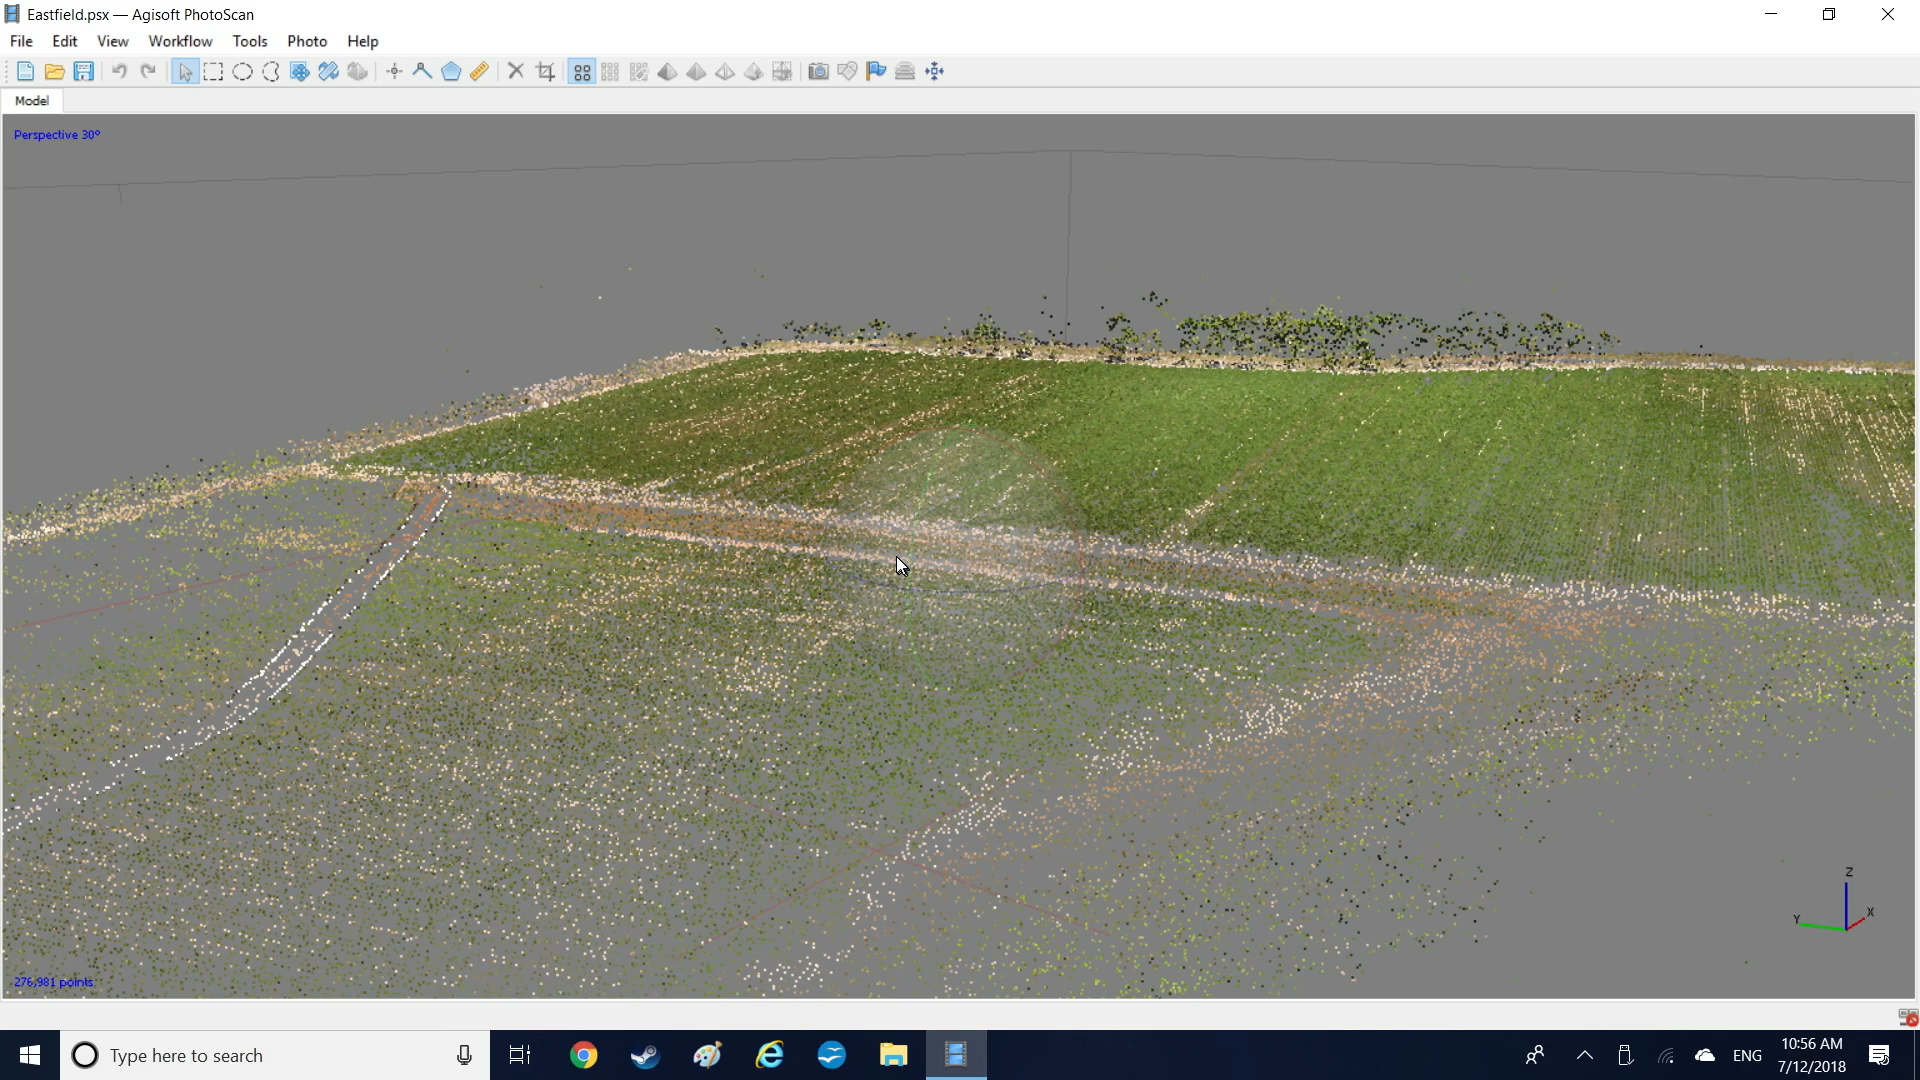 Eastfield.psx — Agisoft PhotoScan
File Edit View Workflow Tools Photo Help
Model
Perspective 30°
Z
Y
X
276,981 points
Type here to search
ENG
10:56 AM
7/12/2018